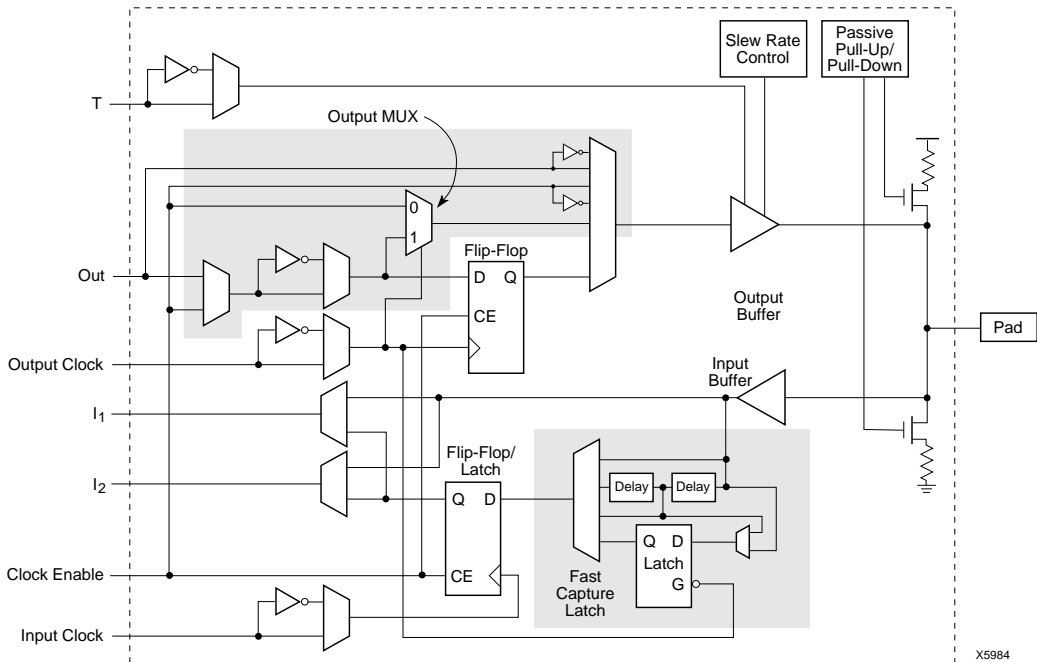 Slew Rate
Control
Passive
Pull-Up/
Pull-Down
T
Output MUX
0
1
Flip-Flop
D Q
CE
Out
Output
Buffer
Pad
Output Clock
Input
Buffer
I1
Flip-Flop/
Latch
I2
Q D
Delay
Delay
Q D
Latch
G
Clock Enable
CE
Fast
Capture
Latch
Input Clock
X5984